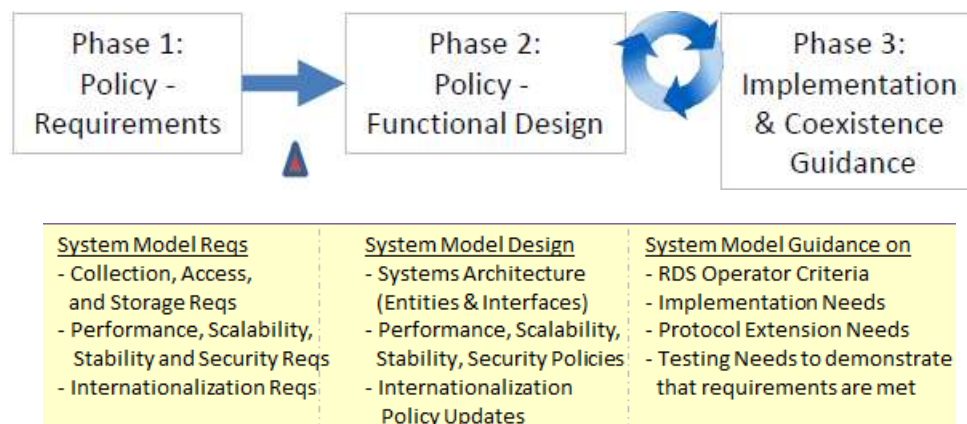 Phase 1:
Policy -
Requirements
Phase 2:
Policy -
Functional Design
Phase 3:
Implementation
& Coexistence
Guidance
System Model Reqs
- Collection, Access,
and Storage Reqs
- Performance, Scalability,
Stability and Security Reqs
- Internationalization Reqs
System Model Design
- Systems Architecture
(Entities & Interfaces)
- Performance, Scalability,
Stability, Security Policies
- Internationalization
Policy Updates
System Model Guidance on
- RDS Operator Criteria
- Implementation Needs
- Protocol Extension Needs
- Testing Needs to demonstrate
that requirements are met